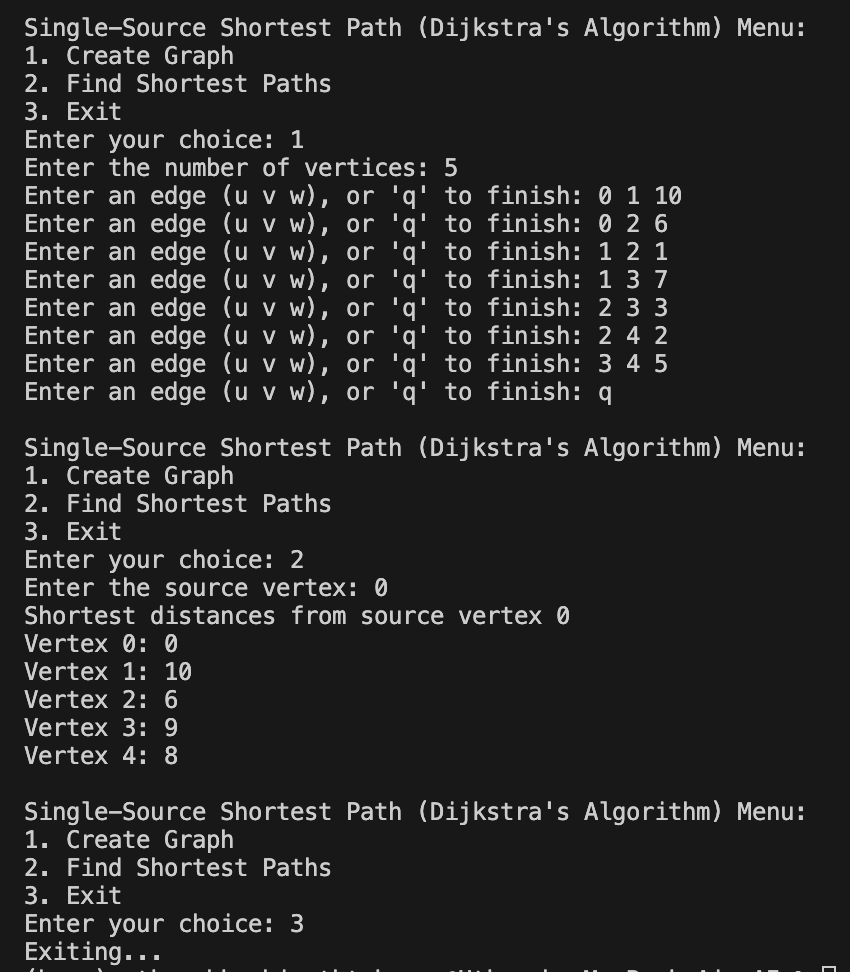 Single-Source Shortest Path (Dijkstra's Algorithm) Menu:
1. Create Graph
2. Find Shortest Paths
3. Exit
Enter your choice: 1
Enter the number of vertices: 5
Enter an edge (u v w), or 'q' to finish: 0 1 10
Enter an edge (u v w), or 'q' to finish: 0 2 6
Enter an edge (u v w), or 'q' to finish: 1 2 1
Enter an edge (u v w), or 'q' to finish: 1 3 7
Enter an edge (u v w), or 'q' to finish: 2 3 3
Enter an edge (u v w), or 'q' to finish: 2 4 2
Enter an edge (u v w), or 'q' to finish: 3 4 5
Enter an edge (u v w), or 'q' to finish: q
Single-Source Shortest Path (Dijkstra's Algorithm) Menu:
1. Create Graph
2. Find Shortest Paths
3. Exit
Enter your choice: 2
Enter the source vertex: 0
Shortest distances from source vertex 0
Vertex 0: 0
Vertex 1: 10
Vertex 2: 6
Vertex 3: 9
Vertex 4: 8
Single-Source Shortest Path (Dijkstra's Algorithm) Menu:
1. Create Graph
2. Find Shortest Paths
3. Exit
Enter your choice: 3
Exiting...